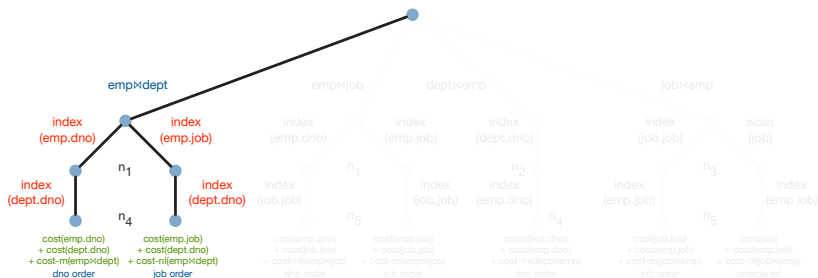 emp⋈dept
emp⋈job
dept⋈emp
job⋈emp
index
(emp.dno)
index
(emp.job)
index
(emp.dno)
index
(emp.job)
index
(dept.dno)
index
(job.job)
scan
(job)
n1
n1
n2
n3
index
(dept.dno)
index
(dept.dno)
index
(job.job)
index
(job.job)
index
(emp.dno)
index
(emp.job)
index
(emp.job)
n4
n5
n4
n5
cost(emp.dno)
+ cost(dept.dno)
+ cost-m(emp⋈dept)
dno order
cost(emp.job)
+ cost(dept.dno)
+ cost-nl(emp⋈dept)
job order
cost(emp.dno)
+ cost(job.job)
+ cost-nl(emp⋈job)
dno order
cost(emp.job)
+ cost(job.job)
+ cost-m(emp⋈job)
job order
cost(dept.dno)
+ cost(emp.dno)
+ cost-m(dept⋈emp)
dno order
cost(job.job)
+ cost(emp.job)
+ cost-m(job⋈emp)
job order
cost(job)
+ cost(emp.job)
+ cost-nl(job⋈emp)
unordered